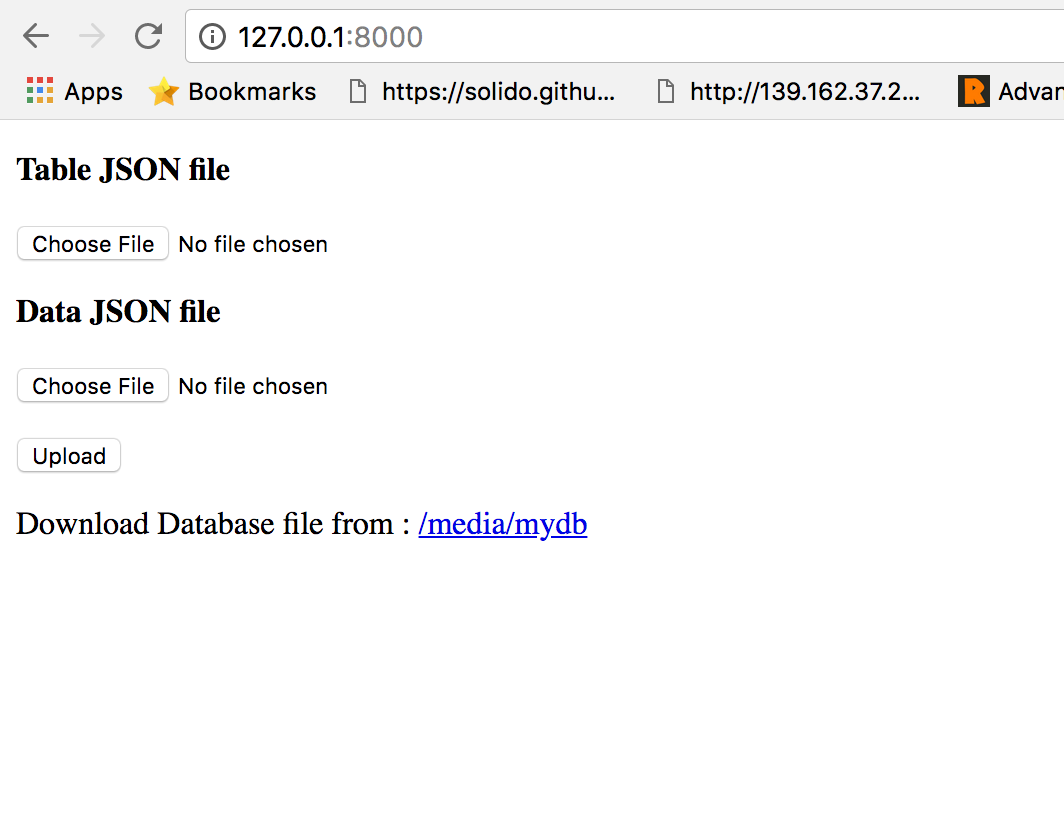 127.0.0.1:8000
Apps Bookmarks https://solido.githu... http://139.162.37.2... Advan
Table JSON file
Choose File No file chosen
Data JSON file
Choose File No file chosen
Upload
Download Database file from : /media/mydb